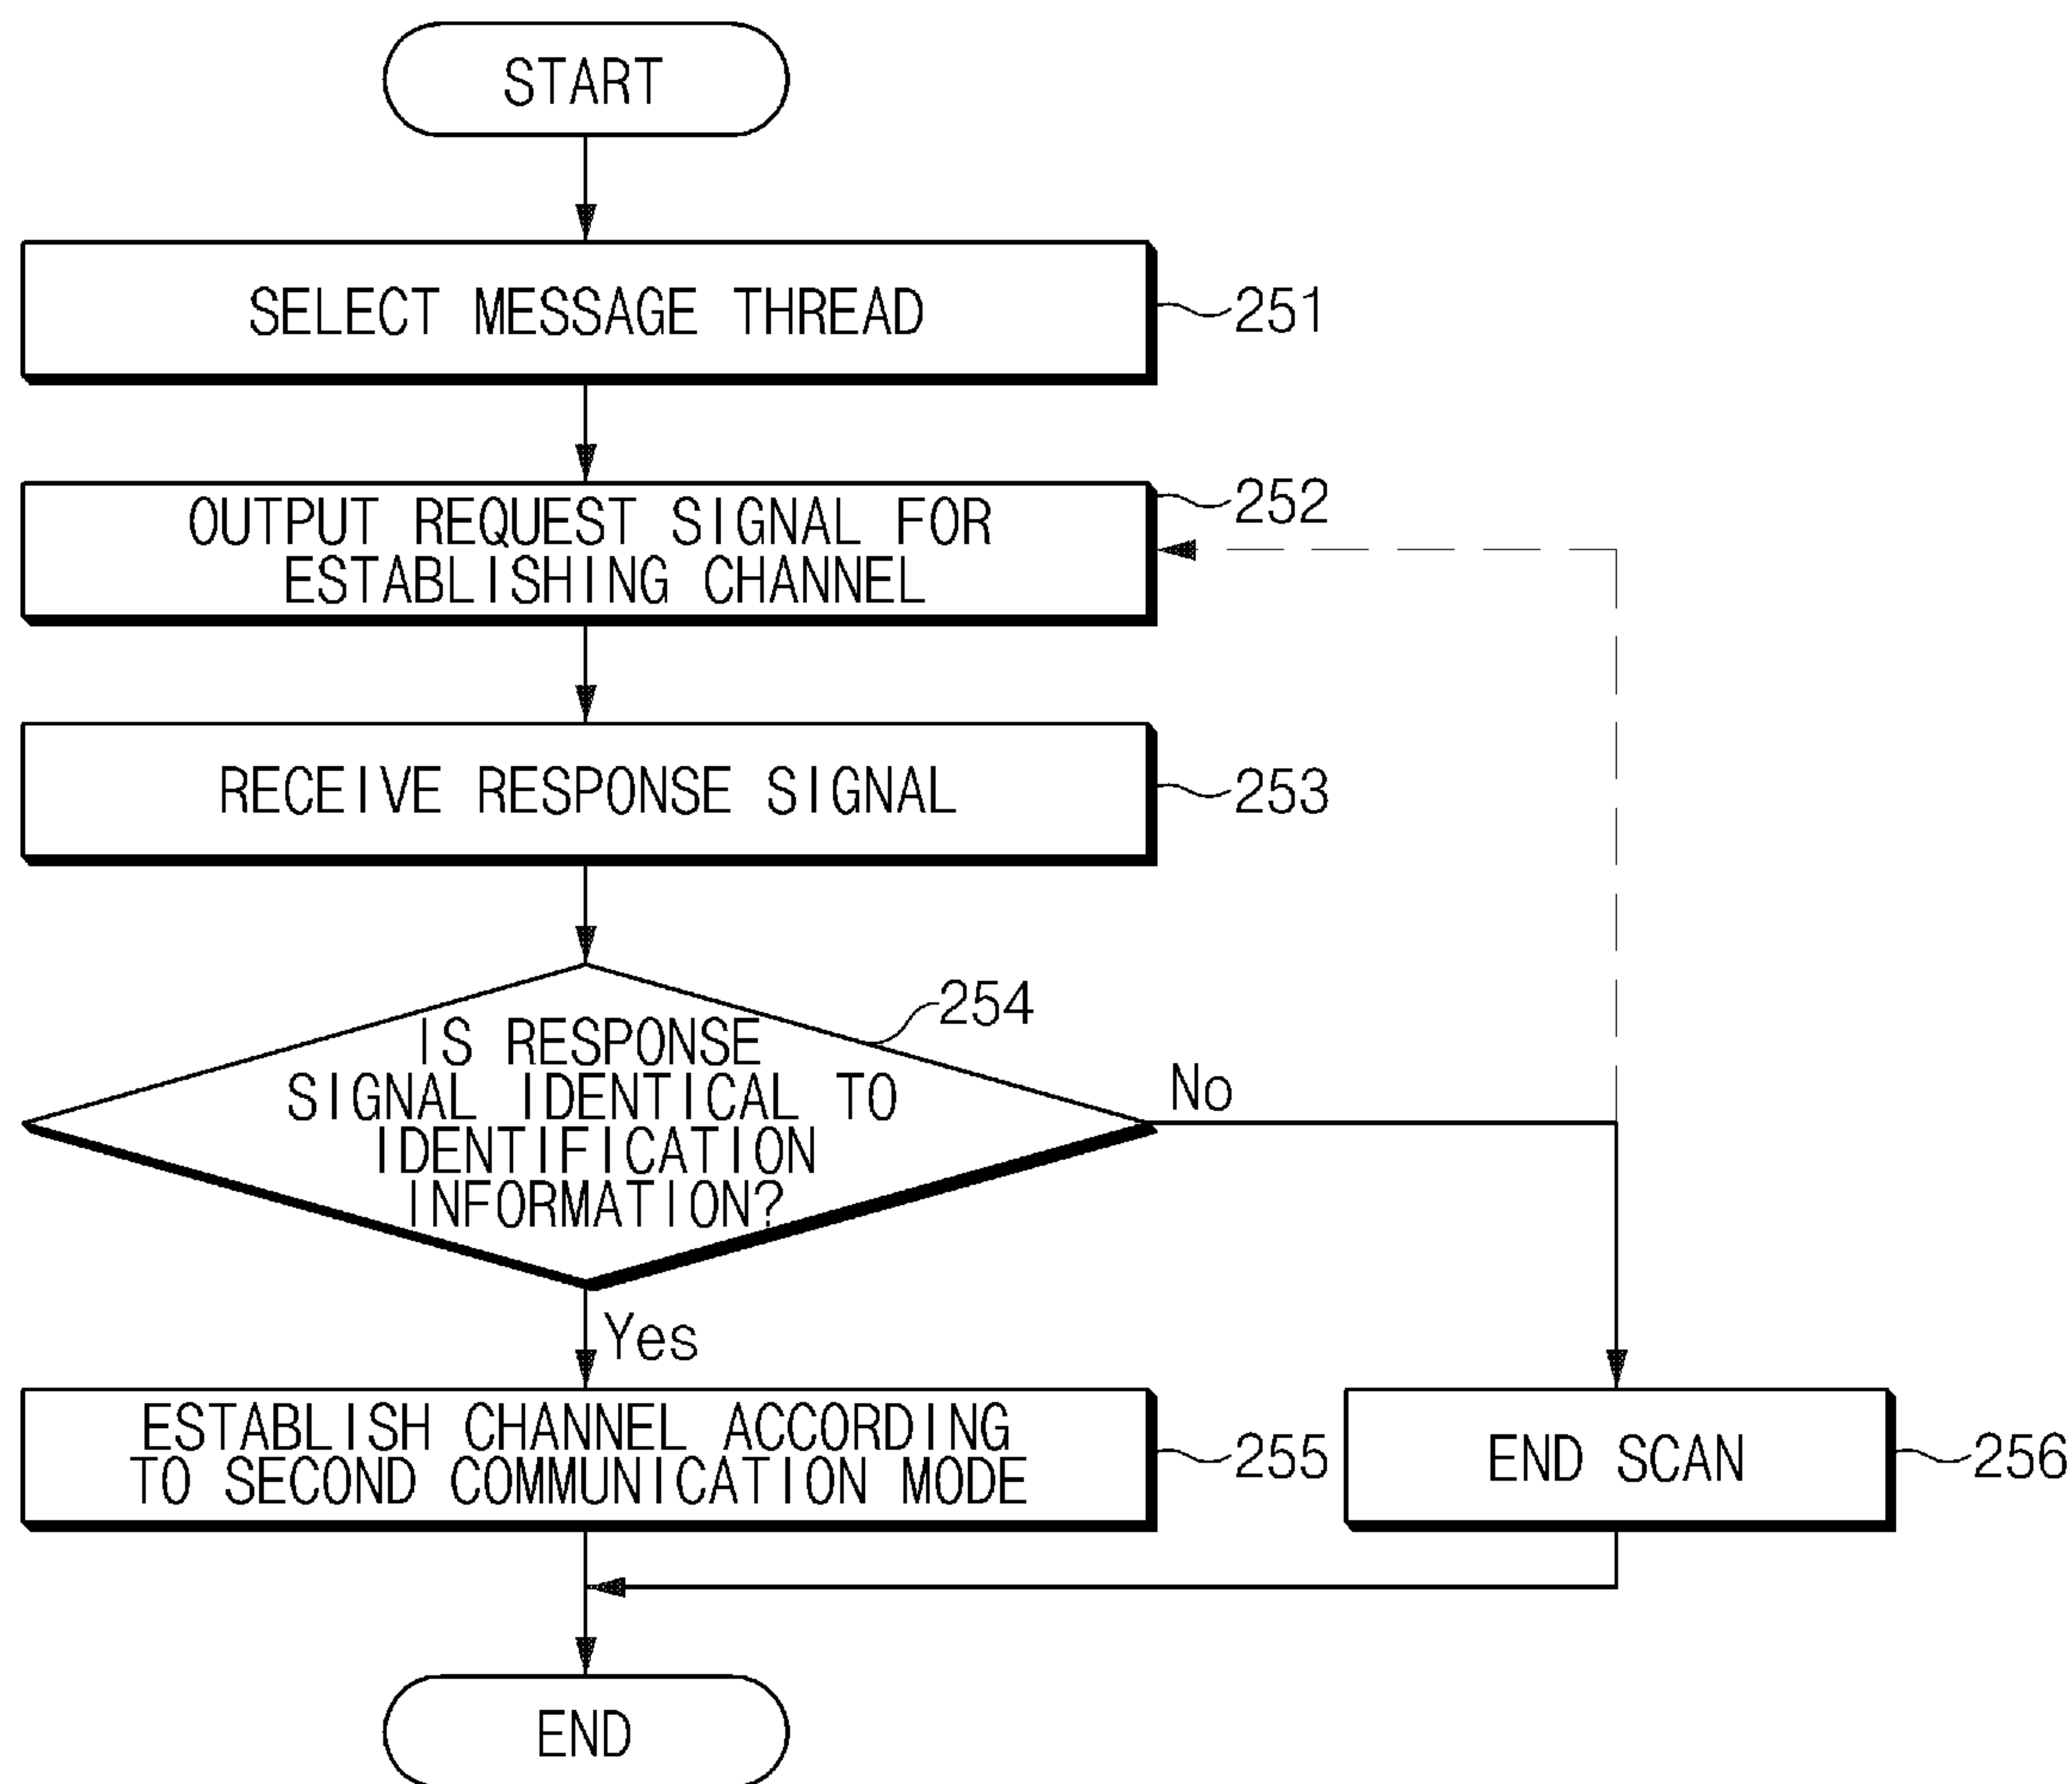 START
SELECT MESSAGE THREAD
251
OUTPUT REQUEST SIGNAL FOR
ESTABLISHING CHANNEL
252
RECEIVE RESPONSE SIGNAL
253
IS RESPONSE
SIGNAL IDENTICAL TO
IDENTIFICATION
INFORMATION?
254
No
Yes
ESTABLISH CHANNEL ACCORDING
TO SECOND COMMUNICATION MODE
255
END SCAN
256
END